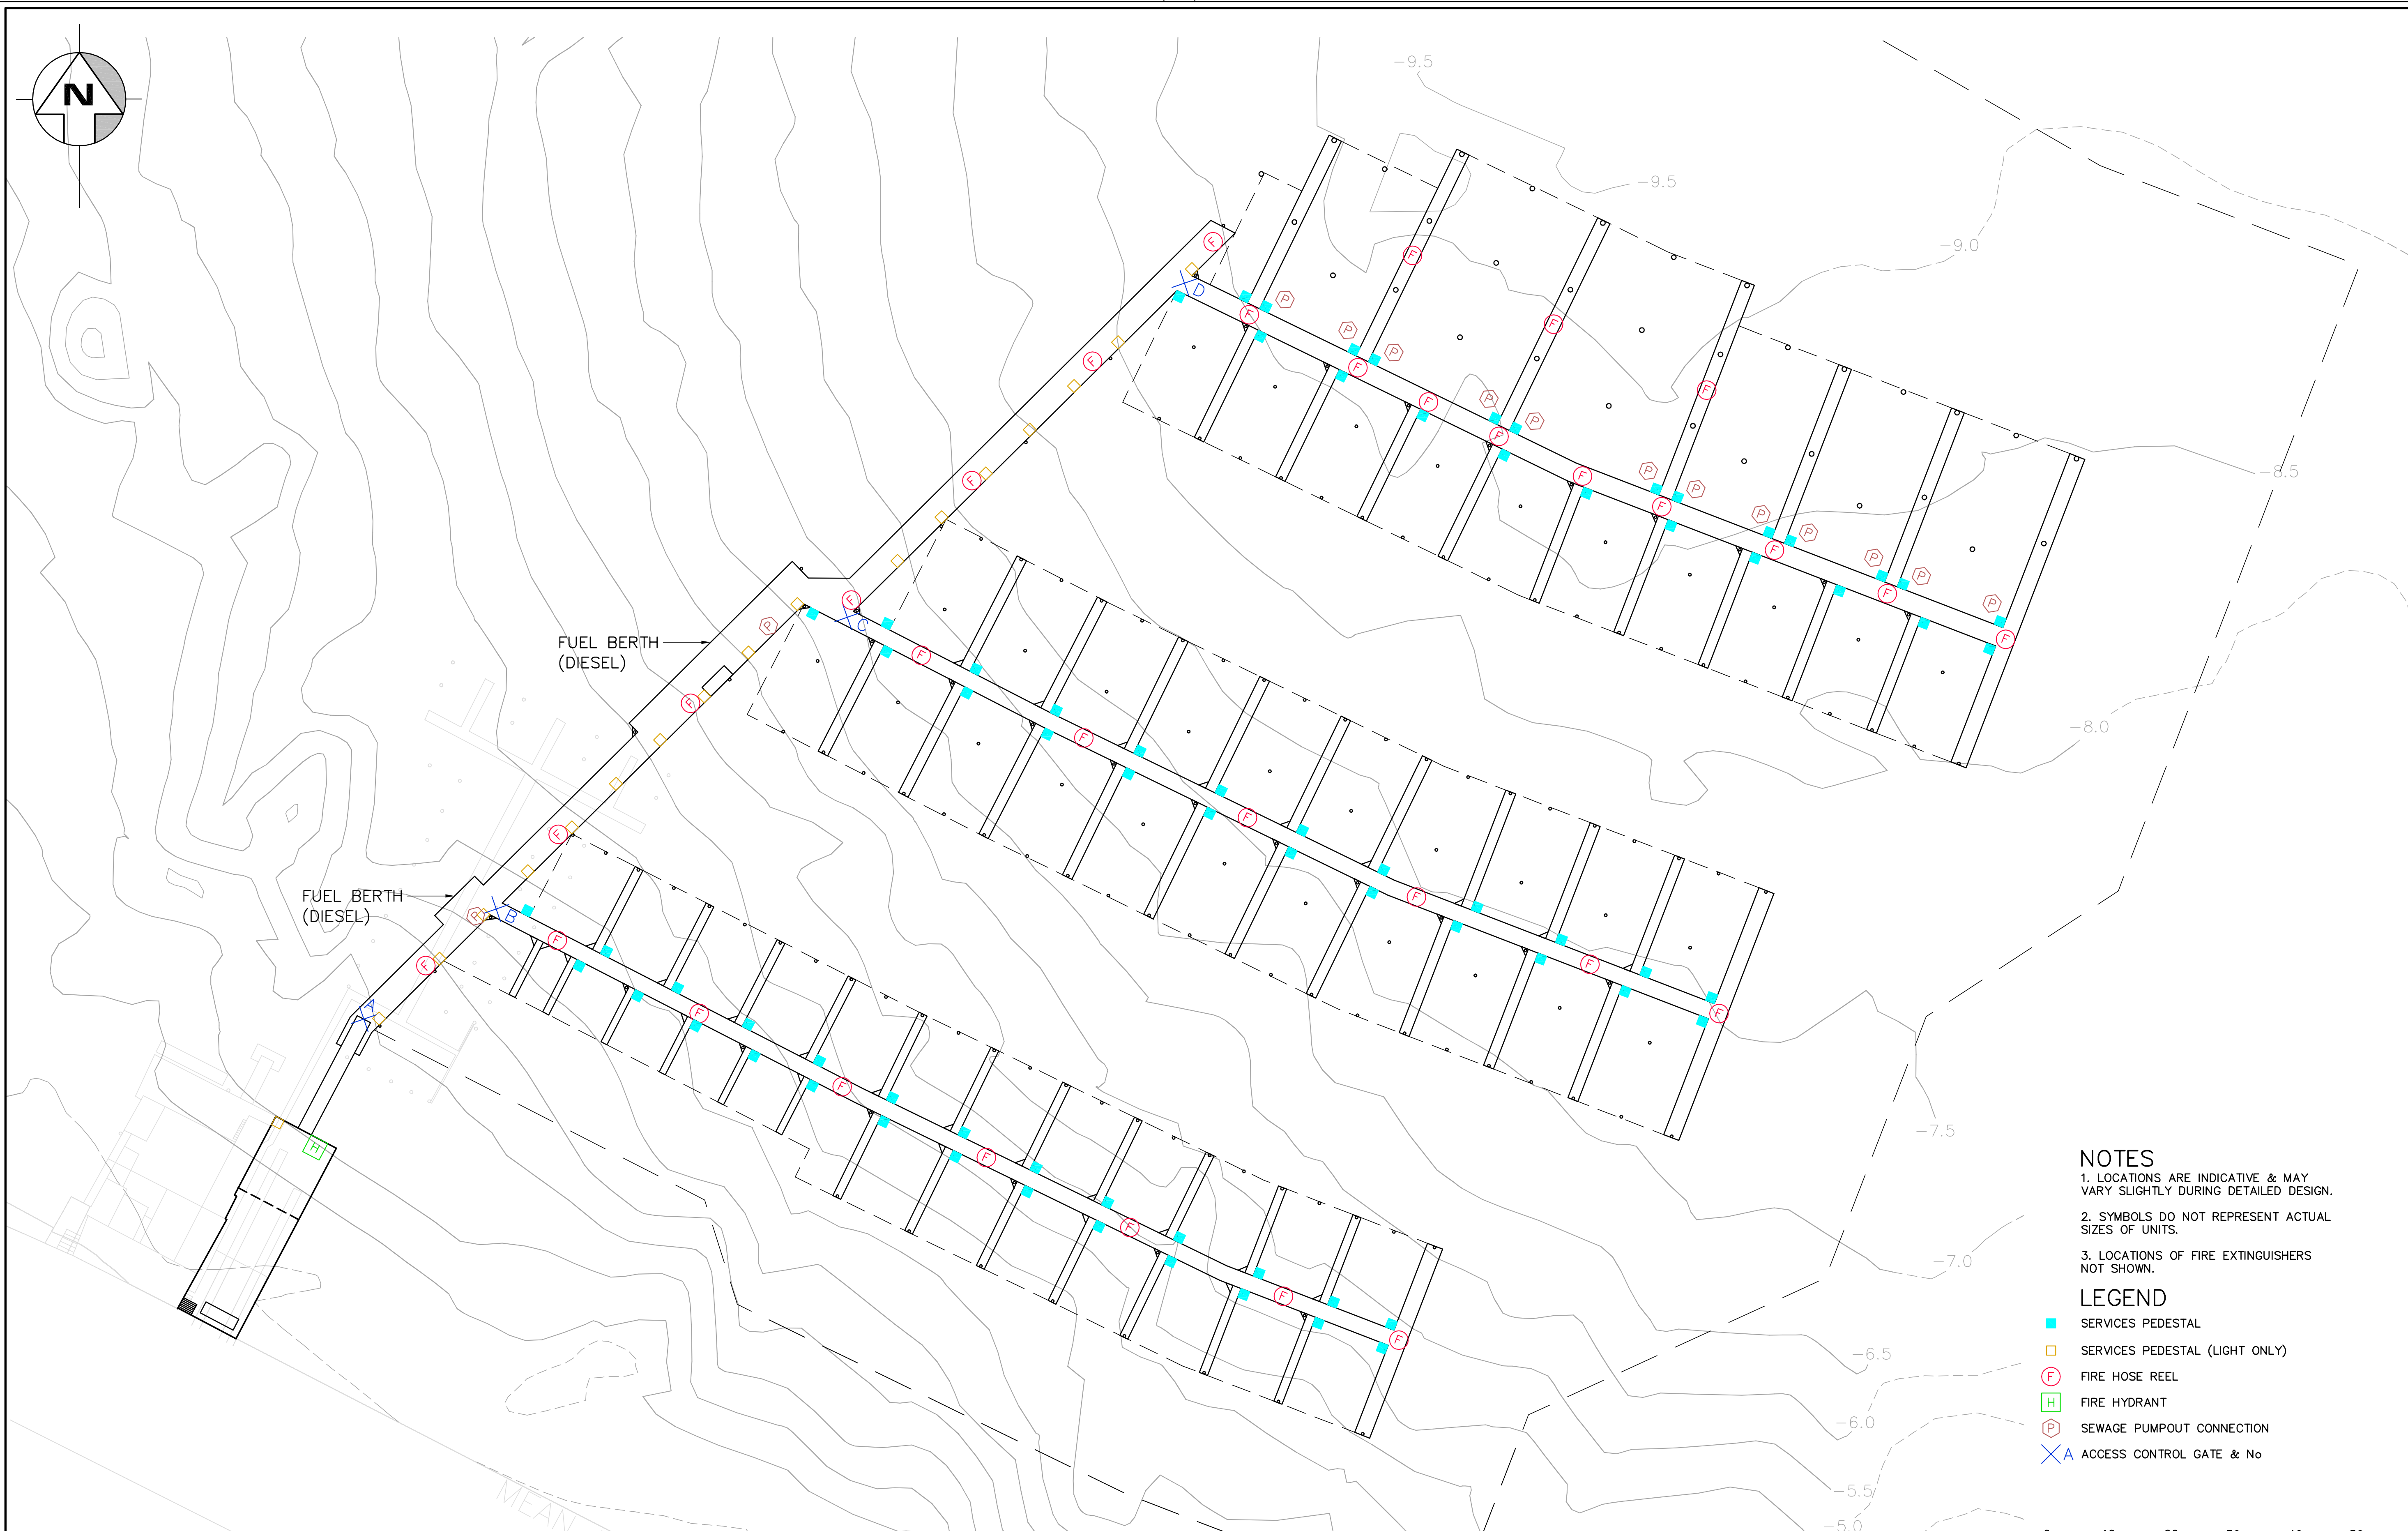 N
-9.5
-9.5
-9.0
-8.5
-8.0
-7.5
-7.0
-6.5
-6.0
-5.5
-5.0
D
C
B
A
F
P
H
FUEL BERTH
(DIESEL)
FUEL BERTH
(DIESEL)
MEAN
NOTES
1. LOCATIONS ARE INDICATIVE & MAY
VARY SLIGHTLY DURING DETAILED DESIGN.
2. SYMBOLS DO NOT REPRESENT ACTUAL
SIZES OF UNITS.
3. LOCATIONS OF FIRE EXTINGUISHERS
NOT SHOWN.
LEGEND
SERVICES PEDESTAL
SERVICES PEDESTAL (LIGHT ONLY)
F FIRE HOSE REEL
H FIRE HYDRANT
P SEWAGE PUMPOUT CONNECTION
A ACCESS CONTROL GATE & No